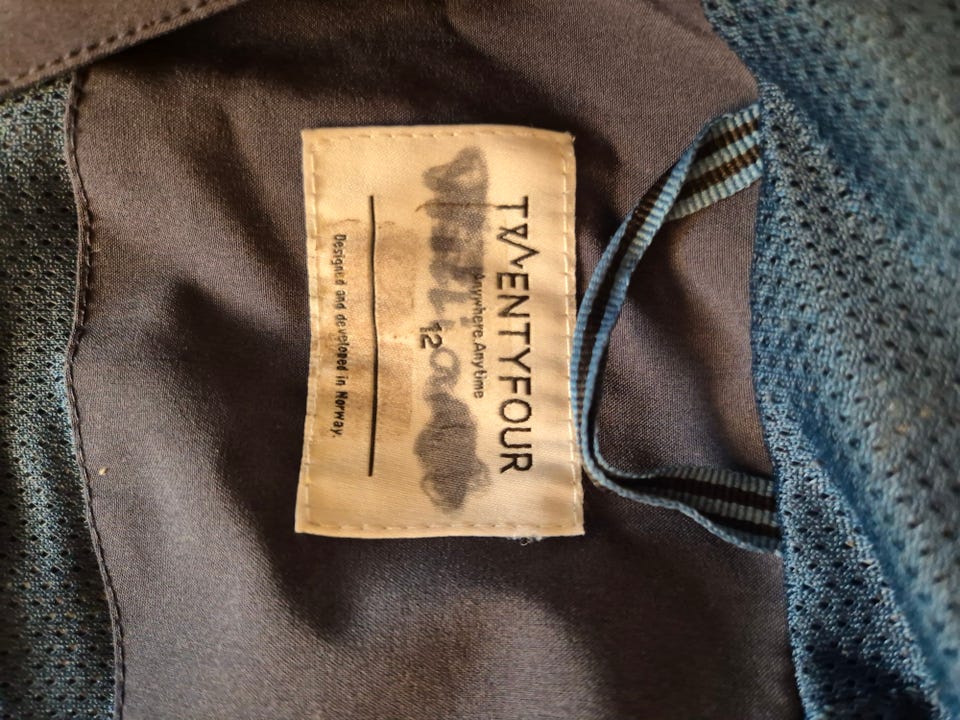 TWENTYFOUR
Anywhere. Anytime
12
Designed and developed in Norway.